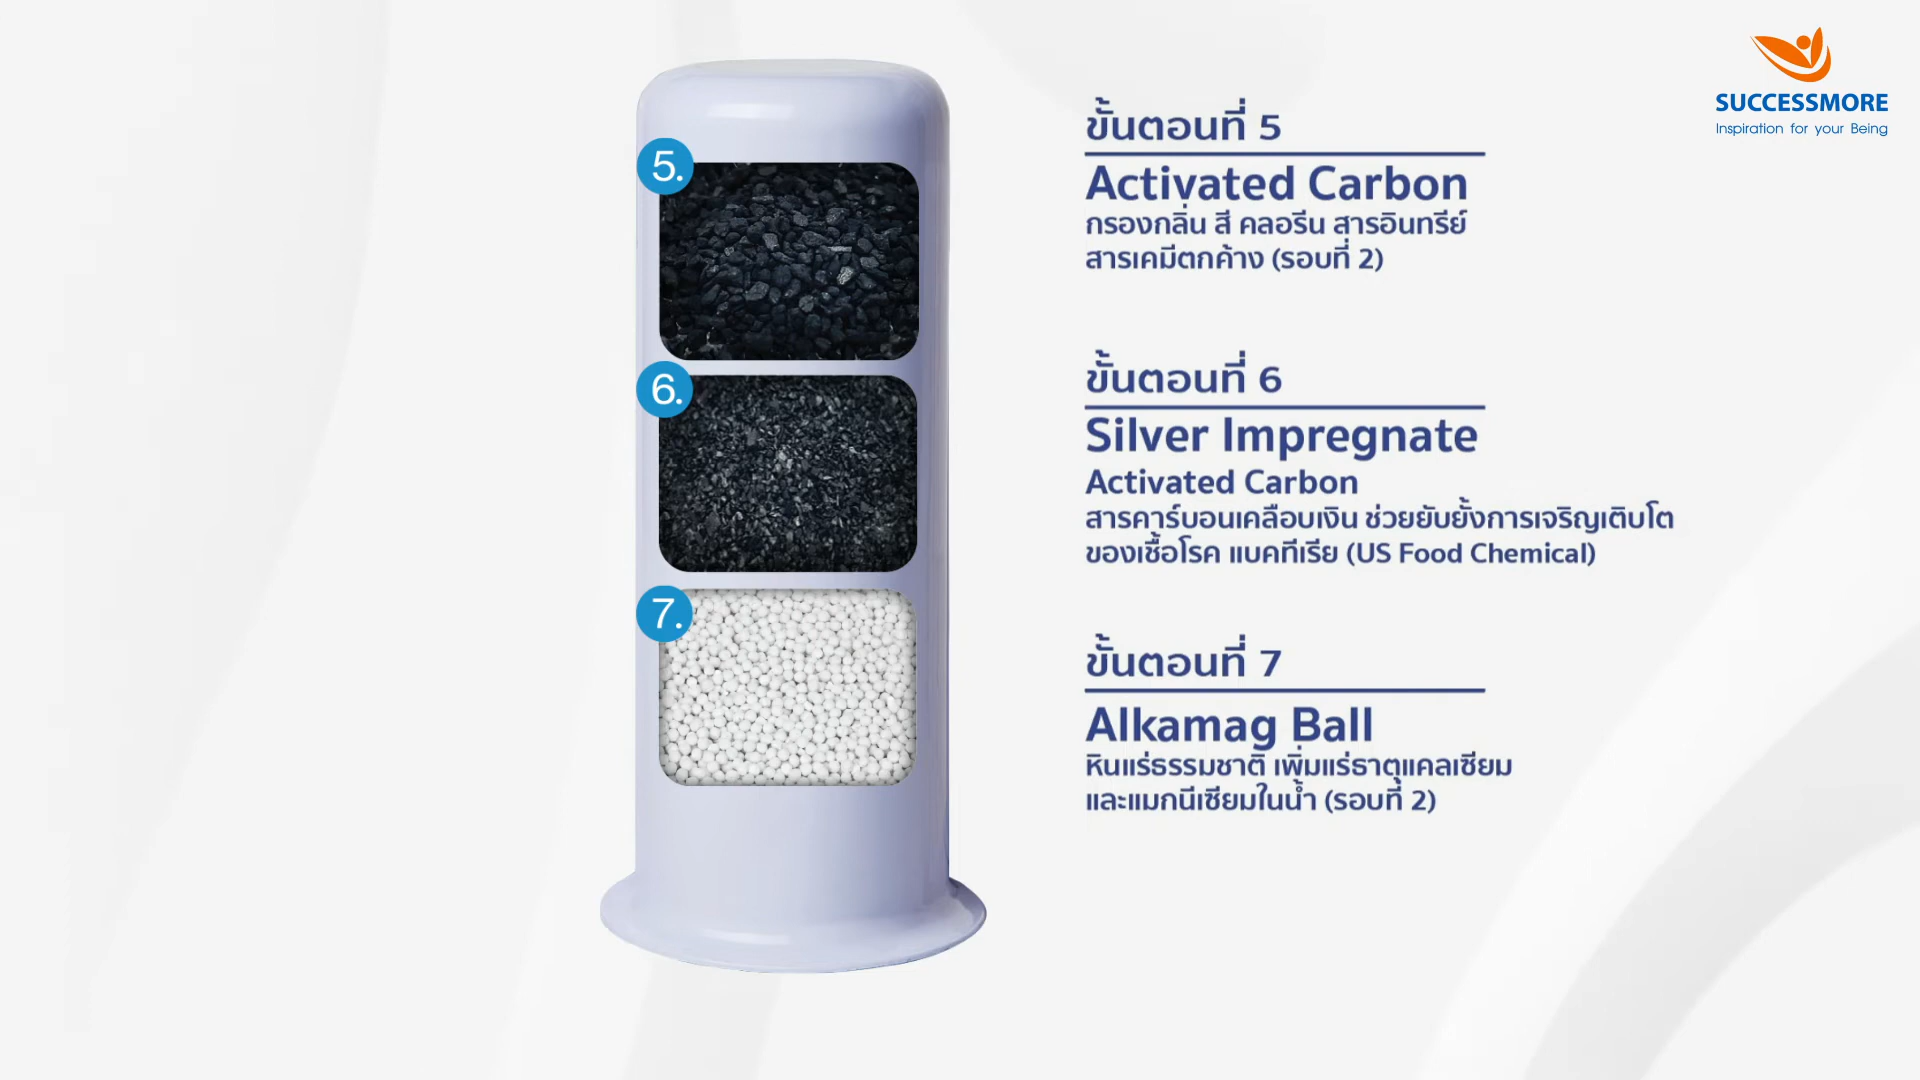 SUCCESSMORE
Inspiration for your Being
5.
ขั้นตอนที่ 5
Activated Carbon
กรองกลิ่น สี คลอรีน สารอินทรีย์
สารเคมีตกค้าง (รอบที่ 2)
6.
ขั้นตอนที่ 6
Silver Impregnate
Activated Carbon
สารคาร์บอนเคลือบเงิน ช่วยยับยั้งการเจริญเติบโต
ของเชื้อโรค แบคทีเรีย (US Food Chemical)
7.
ขั้นตอนที่ 7
Alkamag Ball
หินแร่ธรรมชาติ เพิ่มแร่ธาตุแคลเซียม
และแมกนีเซียมในน้ำ (รอบที่ 2)